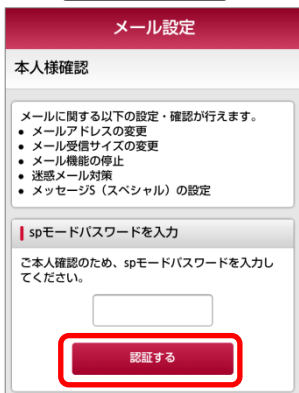 メール設定
本人様確認
メールに関する以下の設定・確認が行えます。
• メールアドレスの変更
• メール受信サイズの変更
• メール機能の停止
• 迷惑メール対策
• メッセージS（スペシャル）の設定
spモードパスワードを入力
ご本人確認のため、spモードパスワードを入力し
てください。
認証する